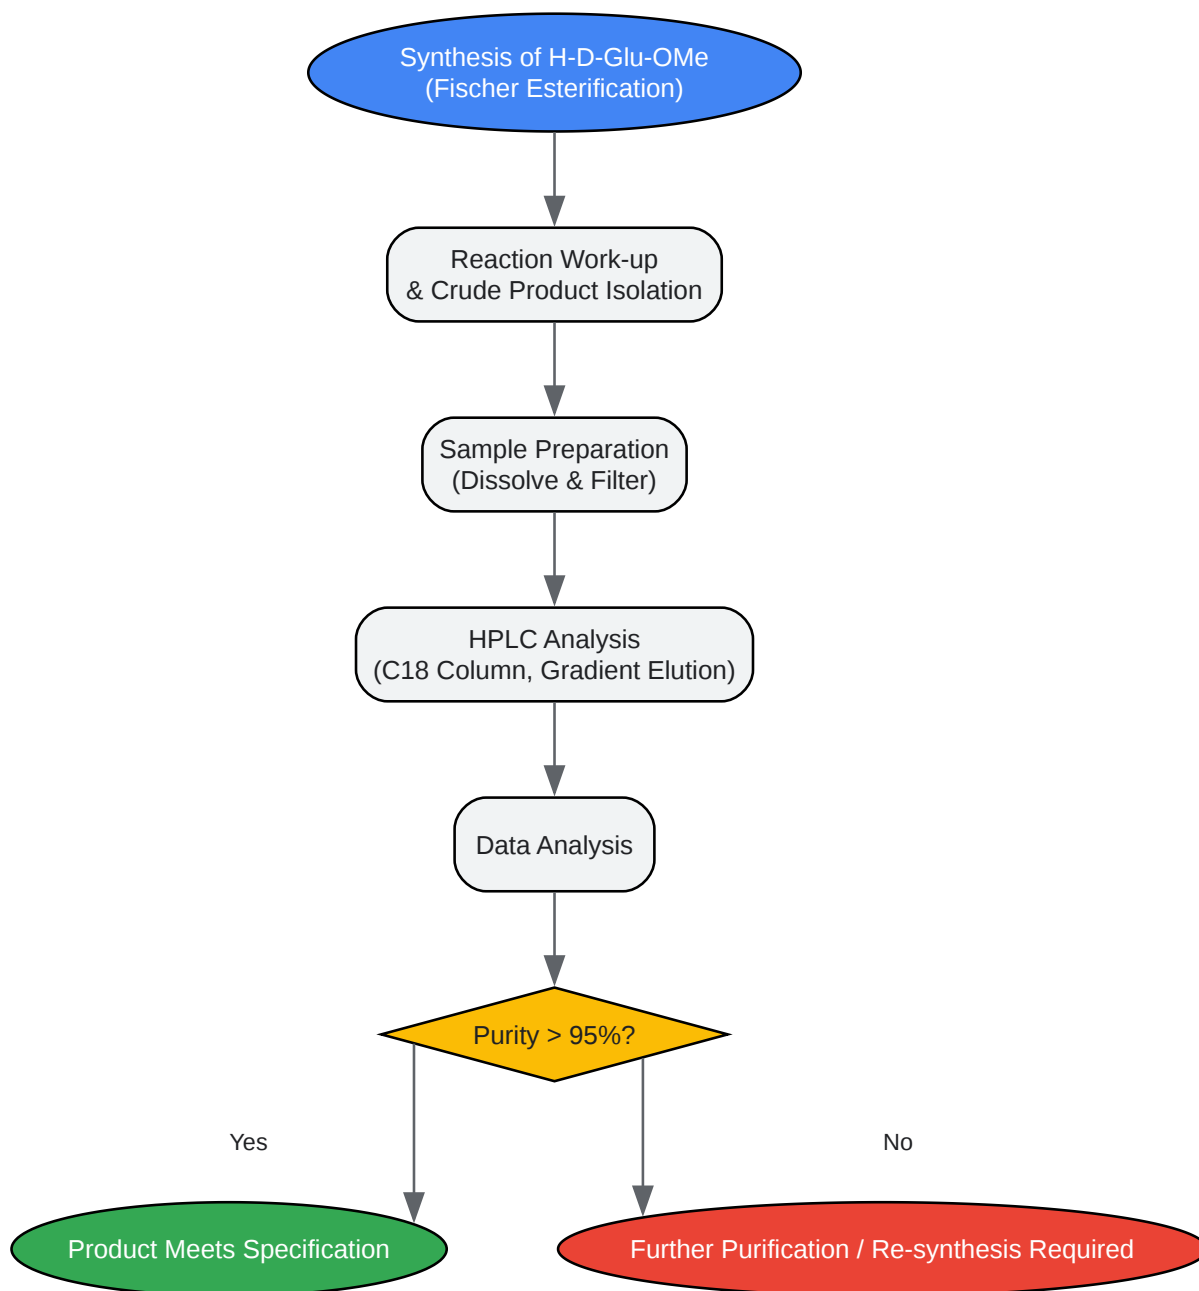 Synthesis of H-D-Glu-OMe
(Fischer Esterification)
Reaction Work-up
& Crude Product Isolation
Sample Preparation
(Dissolve & Filter)
HPLC Analysis
(C18 Column, Gradient Elution)
Data Analysis
Purity > 95%?
Yes
No
Product Meets Specification
Further Purification / Re-synthesis Required